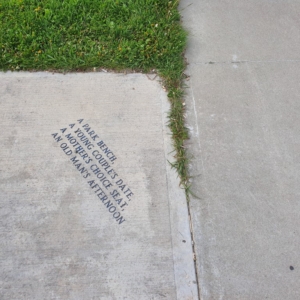 A PARK BENCH,
A YOUNG COUPLE'S DATE,
A MOTHER'S CHOICE SEAT,
AN OLD MAN'S AFTERNOON